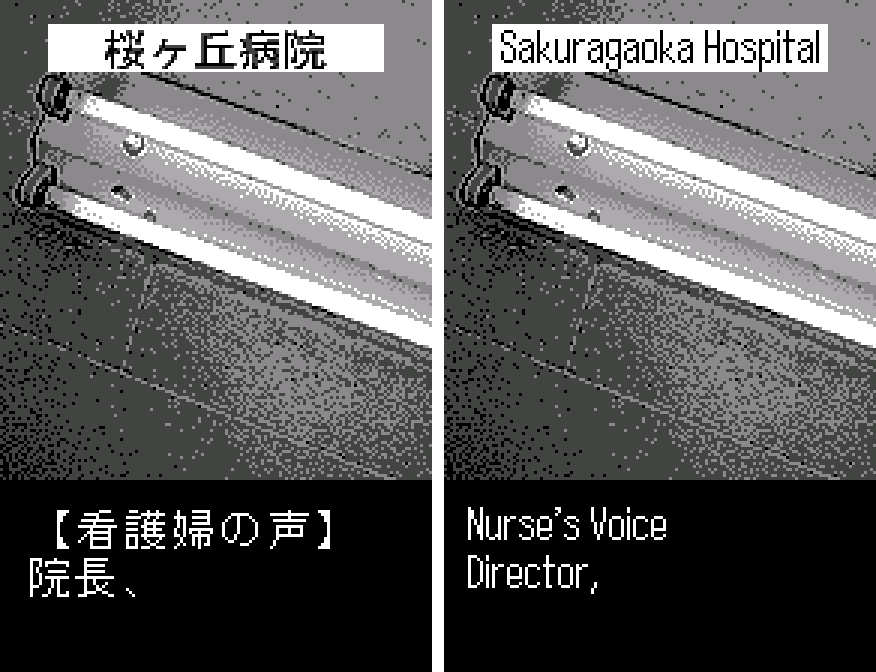 桜ヶ丘病院
【看護婦の声】
院長、
Sakuragaoka Hospital
Nurse's Voice
Director,